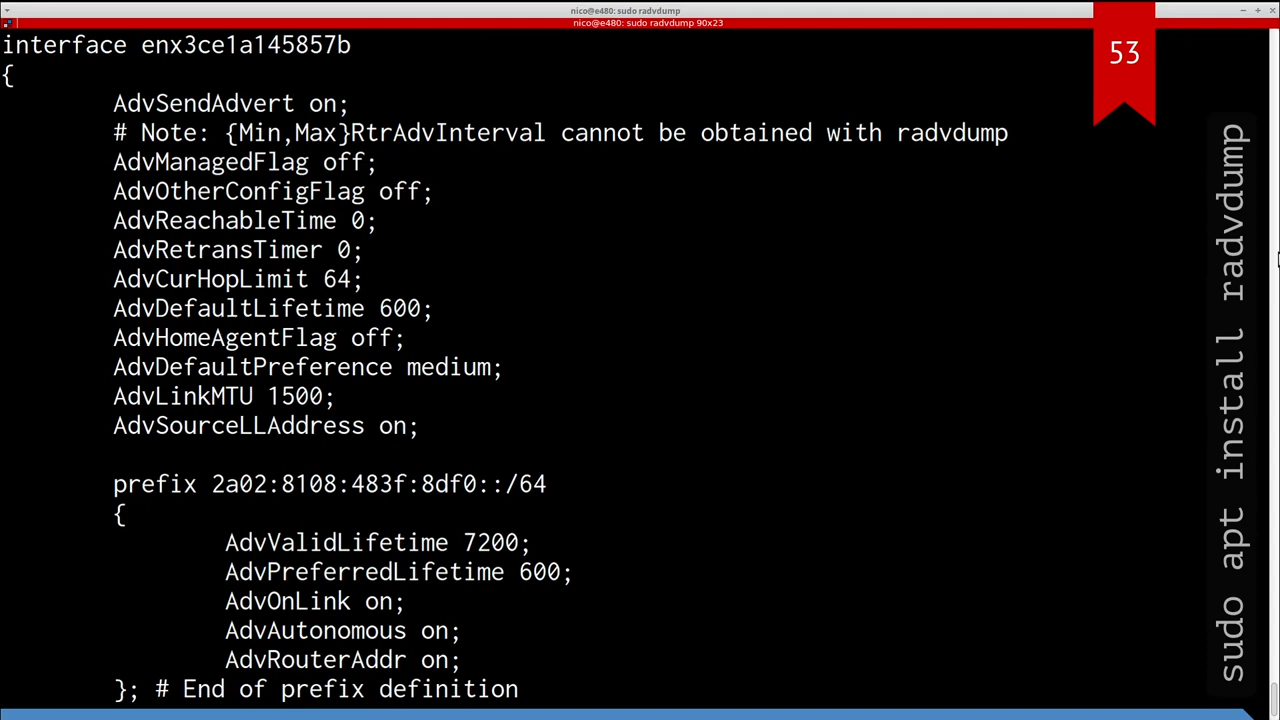 nico@e480: sudo radvdump
nico@e480: sudo radvdump 90x23
interface enx3ce1a145857b
{
AdvSendAdvert on;
# Note: {Min,Max}RtrAdvInterval cannot be obtained with radvdump
AdvManagedFlag off;
AdvOtherConfigFlag off;
AdvReachableTime 0;
AdvRetransTimer 0;
AdvCurHopLimit 64;
AdvDefaultLifetime 600;
AdvHomeAgentFlag off;
AdvDefaultPreference medium;
AdvLinkMTU 1500;
AdvSourceLLAddress on;
prefix 2a02:8108:483f:8df0::/64
{
AdvValidLifetime 7200;
AdvPreferredLifetime 600;
AdvOnLink on;
AdvAutonomous on;
AdvRouterAddr on;
}; # End of prefix definition
53
sudo apt install radvdump